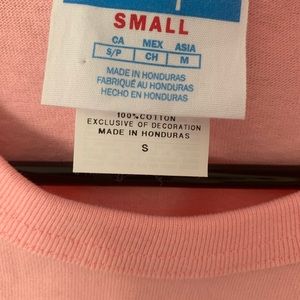 SMALL
CA MEX ASIA
S/P CH M
MADE IN HONDURAS
FABRIQUÉ AU HONDURAS
HECHO EN HONDURAS
100%COTTON
EXCLUSIVE OF DECORATION
MADE IN HONDURAS
S